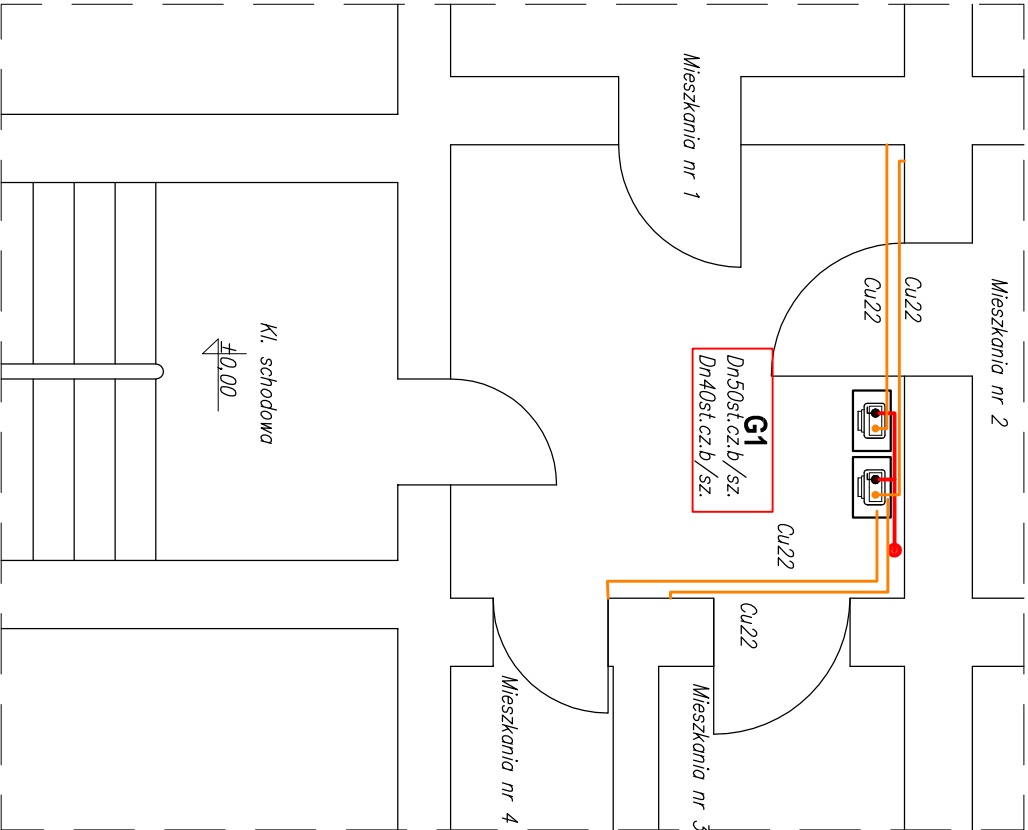 Mieszkania nr 1
Mieszkania nr 2
Cu22
Cu22
Kl. schodowa
±0,00
G1
Dn50st.cz.b/sz.
Dn40st.cz.b/sz.
Cu22
Cu22
Mieszkania nr 4
Mieszkania nr 3